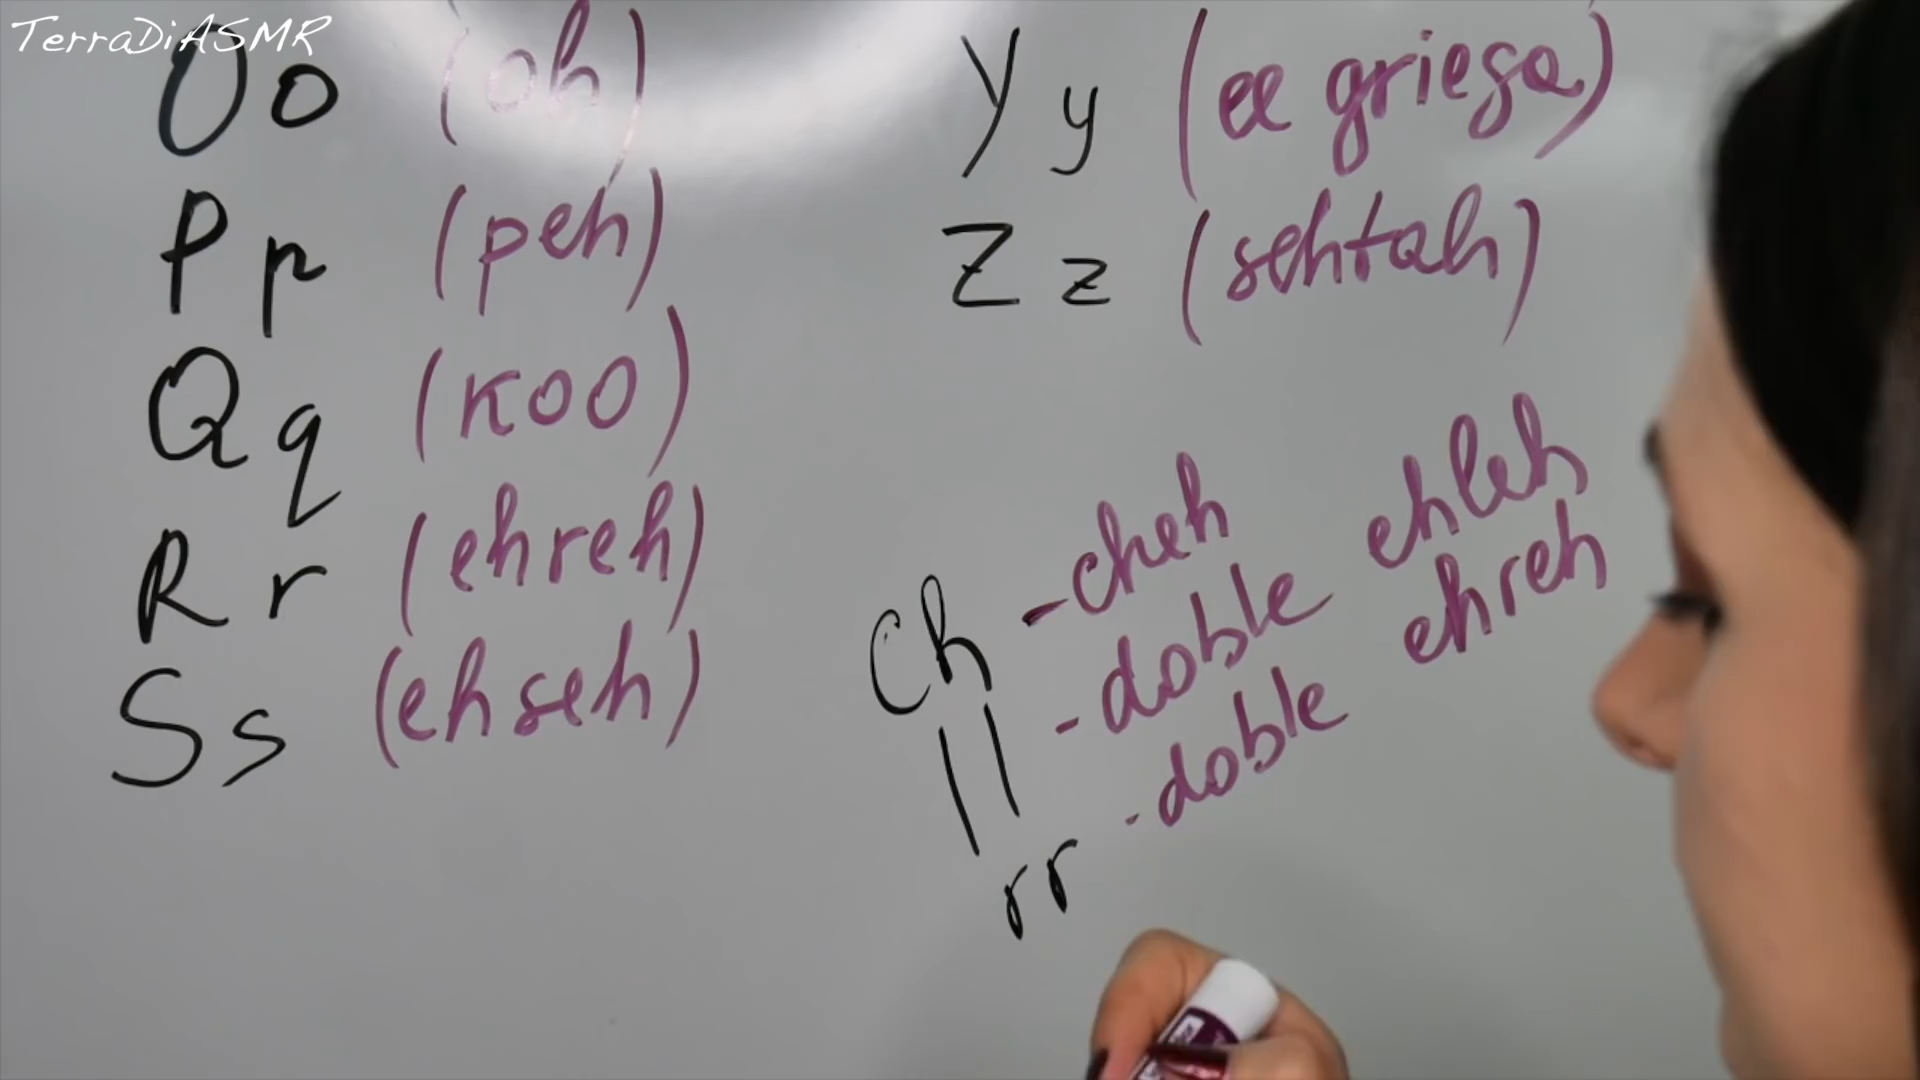 TerraDiASMR
Oo (oh)
Pp (peh)
Qq (koo)
Rr (ehreh)
Ss (ehseh)
Yy (ee griega)
Zz (sehtah)
Ch - cheh
ll - doble ehleh
rr - doble ehreh